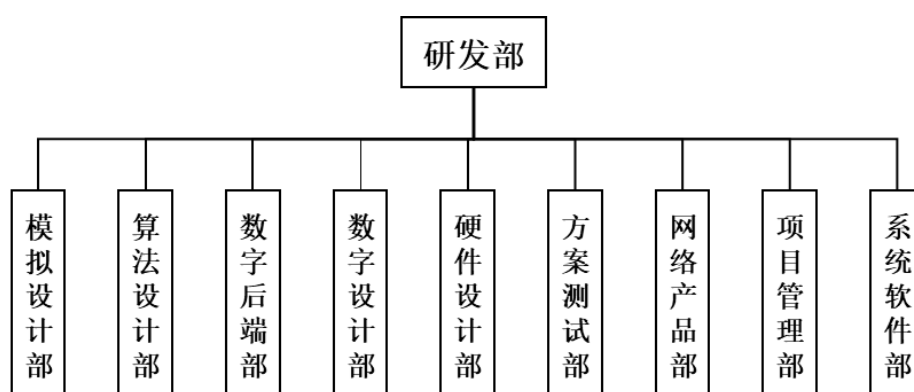 研发部
模拟设计部
算法设计部
数字后端部
数字设计部
硬件设计部
方案测试部
网络产品部
项目管理部
系统软件部